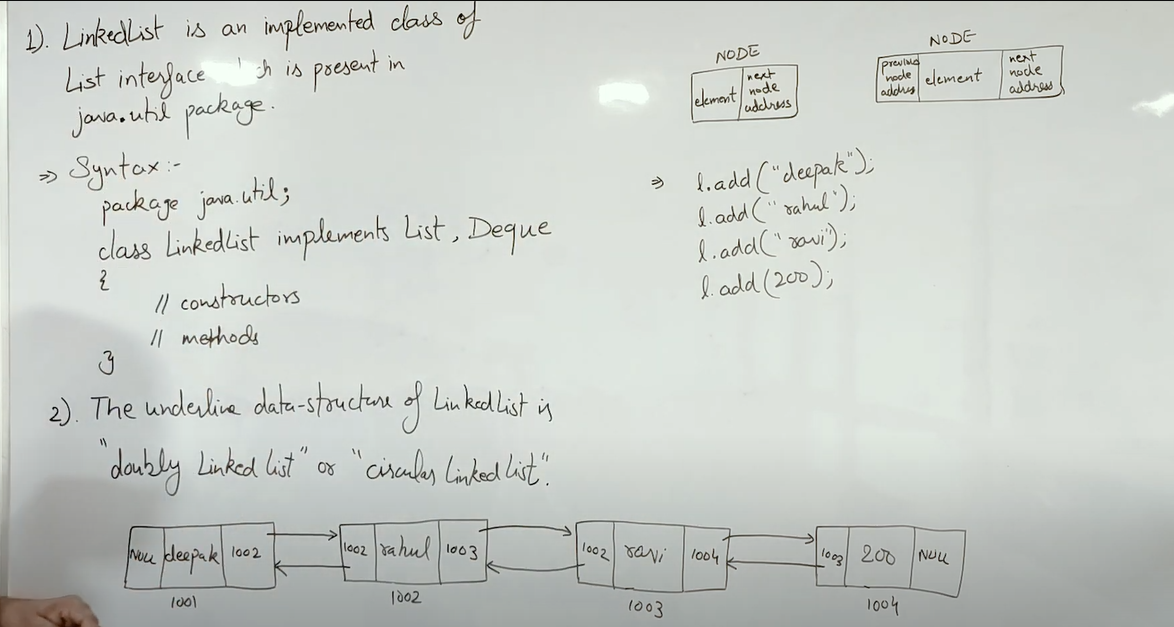 1). LinkedList is an implemented class of
List interface ch is present in
java.util package.
⇒ Syntax:-
package java.util;
class LinkedList implements List, Deque
{
// constructors
// methods
}
2). The underline data-structure of LinkedList is
"doubly Linked list" or "circular Linked List".
NODE
element next node address
NODE
previous node address element next node address
⇒ l.add("deepak");
l.add("rahul");
l.add("ravi");
l.add(200);
NULL deepak 1002
1001
1002 rahul 1003
1002
1002 ravi 1004
1003
1003 200 NULL
1004